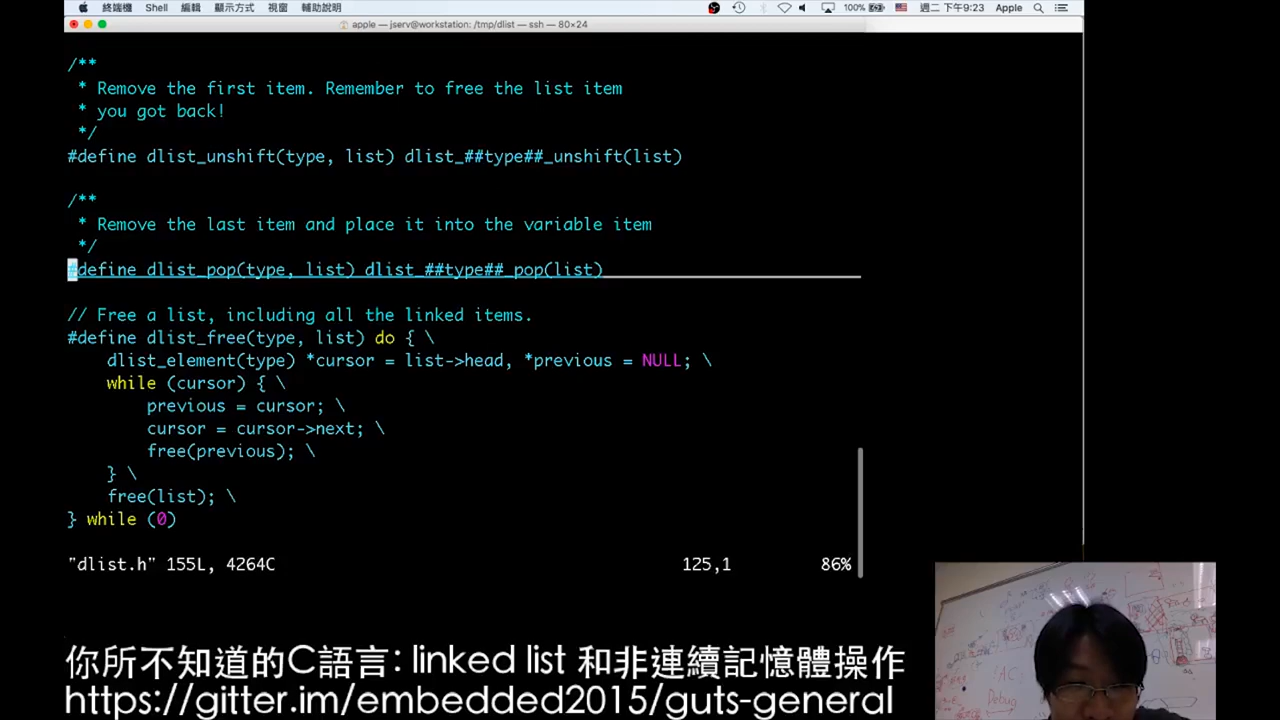 終端機 Shell 編輯 顯示方式 視窗 輔助說明 100% 週二 下午9:23 Apple
apple — jserv@workstation: /tmp/dlist — ssh — 80×24
/**
 * Remove the first item. Remember to free the list item
 * you got back!
 */
#define dlist_unshift(type, list) dlist_##type##_unshift(list)
/**
 * Remove the last item and place it into the variable item
 */
#define dlist_pop(type, list) dlist_##type##_pop(list)
// Free a list, including all the linked items.
#define dlist_free(type, list) do { \
    dlist_element(type) *cursor = list->head, *previous = NULL; \
    while (cursor) { \
        previous = cursor; \
        cursor = cursor->next; \
        free(previous); \
    } \
    free(list); \
} while (0)
"dlist.h" 155L, 4264C 125,1 86%
Debug
你所不知道的C語言: linked list 和非連續記憶體操作
https://gitter.im/embedded2015/guts-general